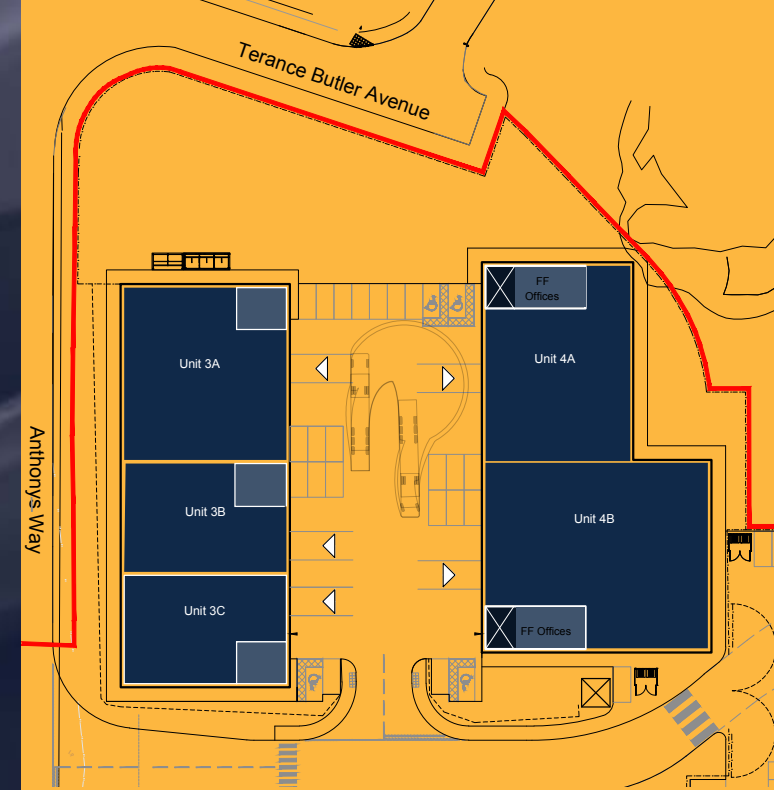 Terance Butler Avenue
FF
Offices
Unit 3A
Unit 4A
Anthonys Way
Unit 3B
Unit 4B
Unit 3C
FF Offices